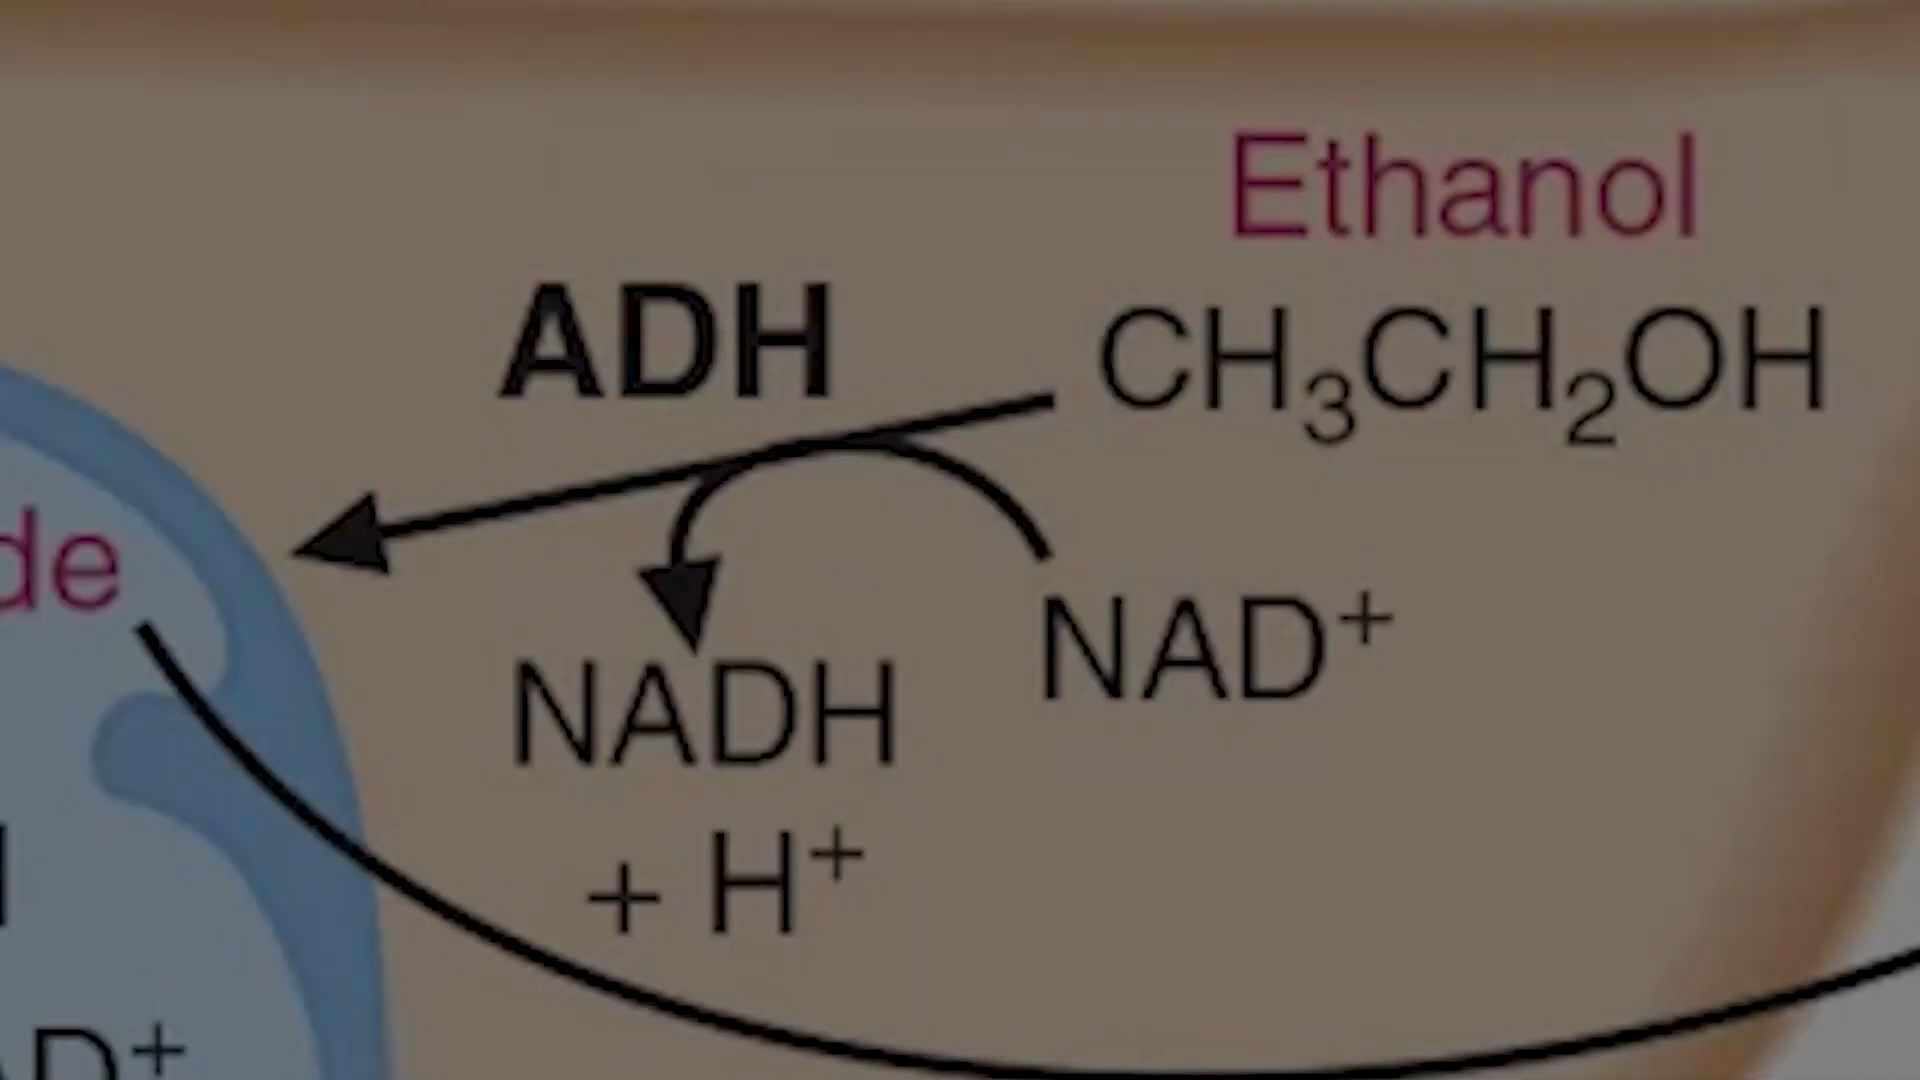 Ethanol
ADH
CH₃CH₂OH
de
NAD⁺
NADH
+ H⁺
D⁺